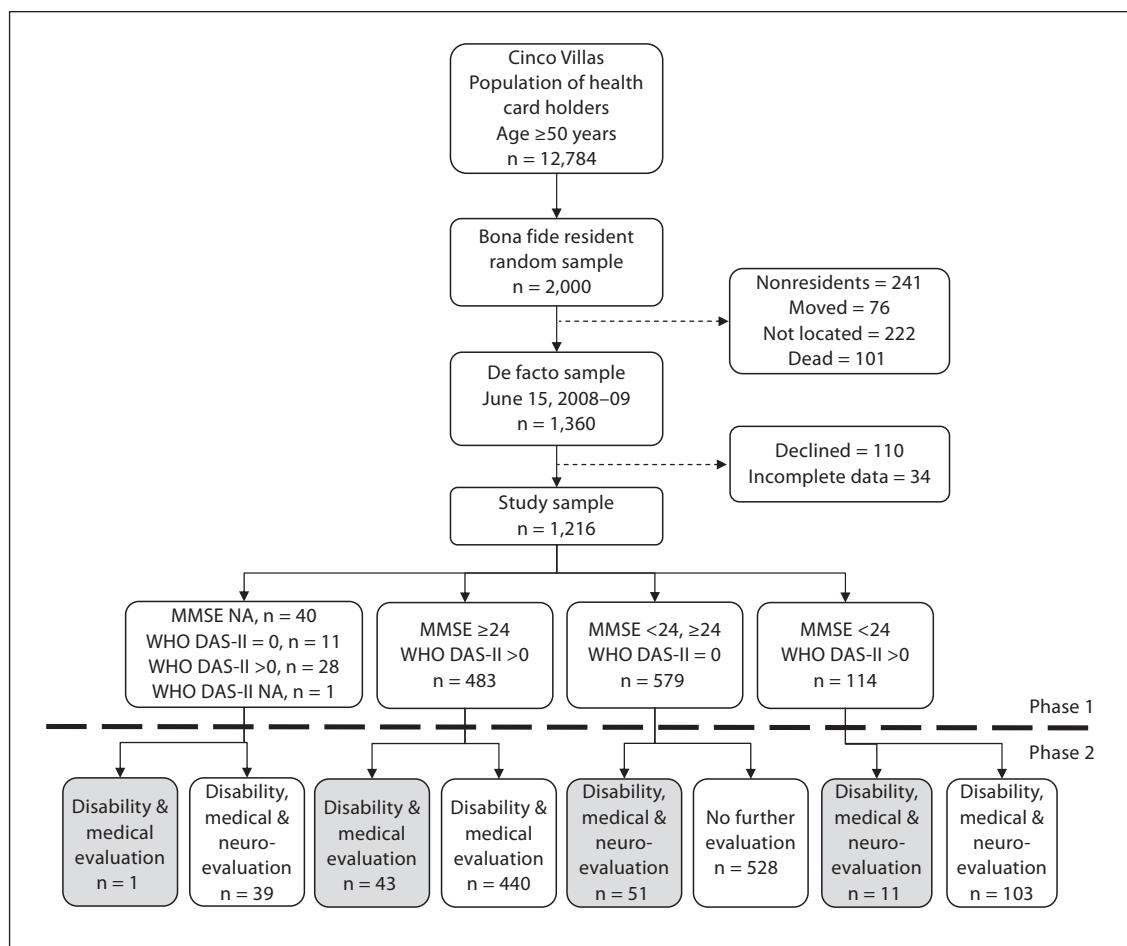 Cinco Villas
Population of health
card holders
Age ≥50 years
n = 12,784
Bona fide resident
random sample
n = 2,000
Nonresidents = 241
Moved = 76
Not located = 222
Dead = 101
De facto sample
June 15, 2008–09
n = 1,360
Declined = 110
Incomplete data = 34
Study sample
n = 1,216
MMSE NA, n = 40
WHO DAS-II = 0, n = 11
WHO DAS-II >0, n = 28
WHO DAS-II NA, n = 1
MMSE ≥24
WHO DAS-II >0
n = 483
MMSE <24, ≥24
WHO DAS-II = 0
n = 579
MMSE <24
WHO DAS-II >0
n = 114
Phase 1
Phase 2
Disability &
medical
evaluation
n = 1
Disability,
medical &
neuro-
evaluation
n = 39
Disability &
medical
evaluation
n = 43
Disability &
medical
evaluation
n = 440
Disability,
medical &
neuro-
evaluation
n = 51
No further
evaluation
n = 528
Disability,
medical &
neuro-
evaluation
n = 11
Disability,
medical &
neuro-
evaluation
n = 103